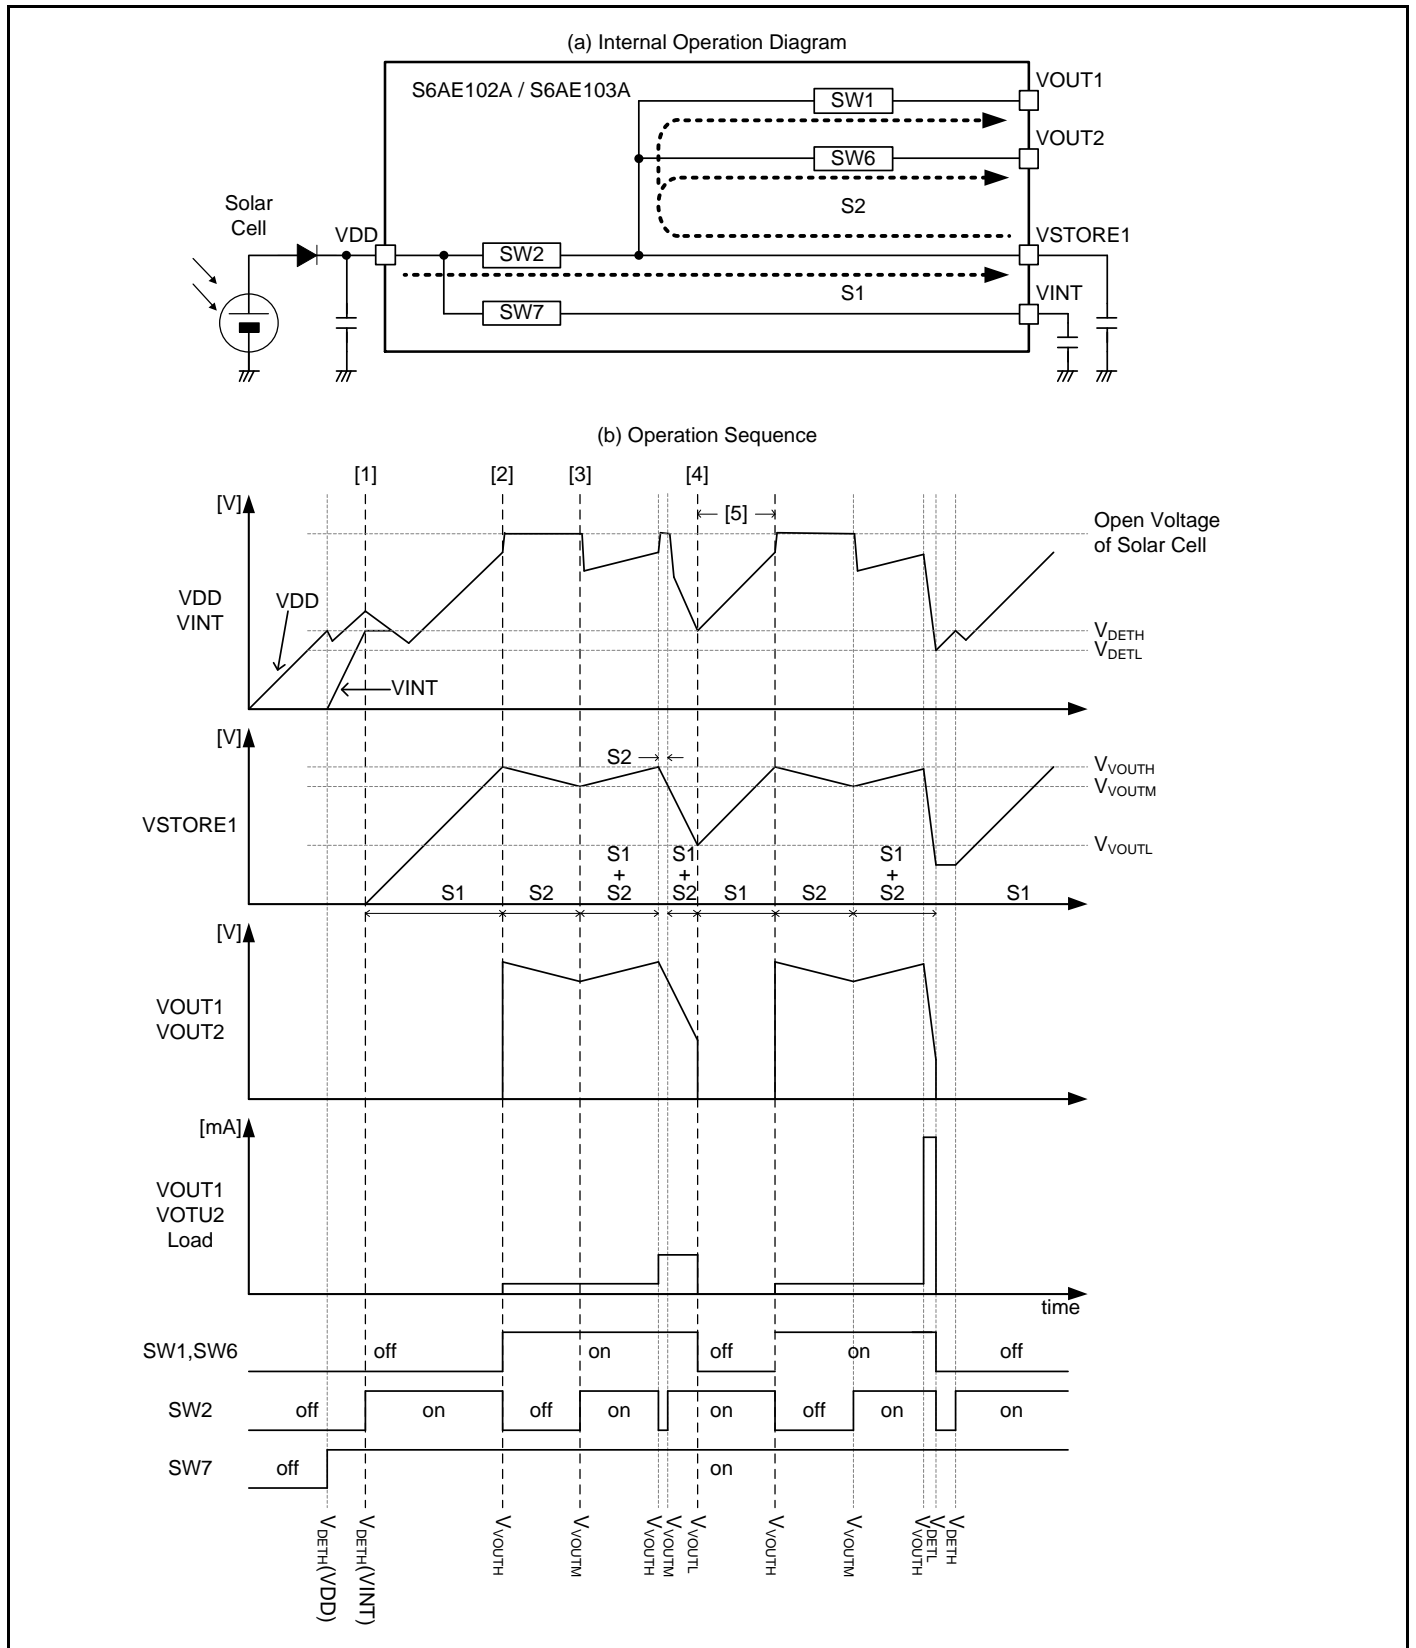 (a) Internal Operation Diagram
S6AE102A / S6AE103A
SW1
VOUT1
VOUT2
SW6
S2
Solar
Cell
VDD
SW2
VSTORE1
S1
VINT
SW7
(b) Operation Sequence
[1]
[2]
[3]
[4]
[V]
[5]
Open Voltage
of Solar Cell
VDD
VINT
VDD
VINT
VDETH
VDETL
[V]
S2
VVOUTH
VVOUTM
VSTORE1
VVOUTL
S1
+
S2
S1
+
S2
S1
+
S2
S1
S2
S1
S2
S1
[V]
VOUT1
VOUT2
[mA]
VOUT1
VOTU2
Load
time
SW1,SW6
off
on
off
on
off
SW2
off
on
off
on
on
off
on
on
SW7
off
on
VDETH(VDD)
VDETH(VINT)
VVOUTH
VVOUTM
VVOUTH
VVOUTM
VVOUTL
VVOUTH
VVOUTM
VVOUTH
VDETL
VDETH